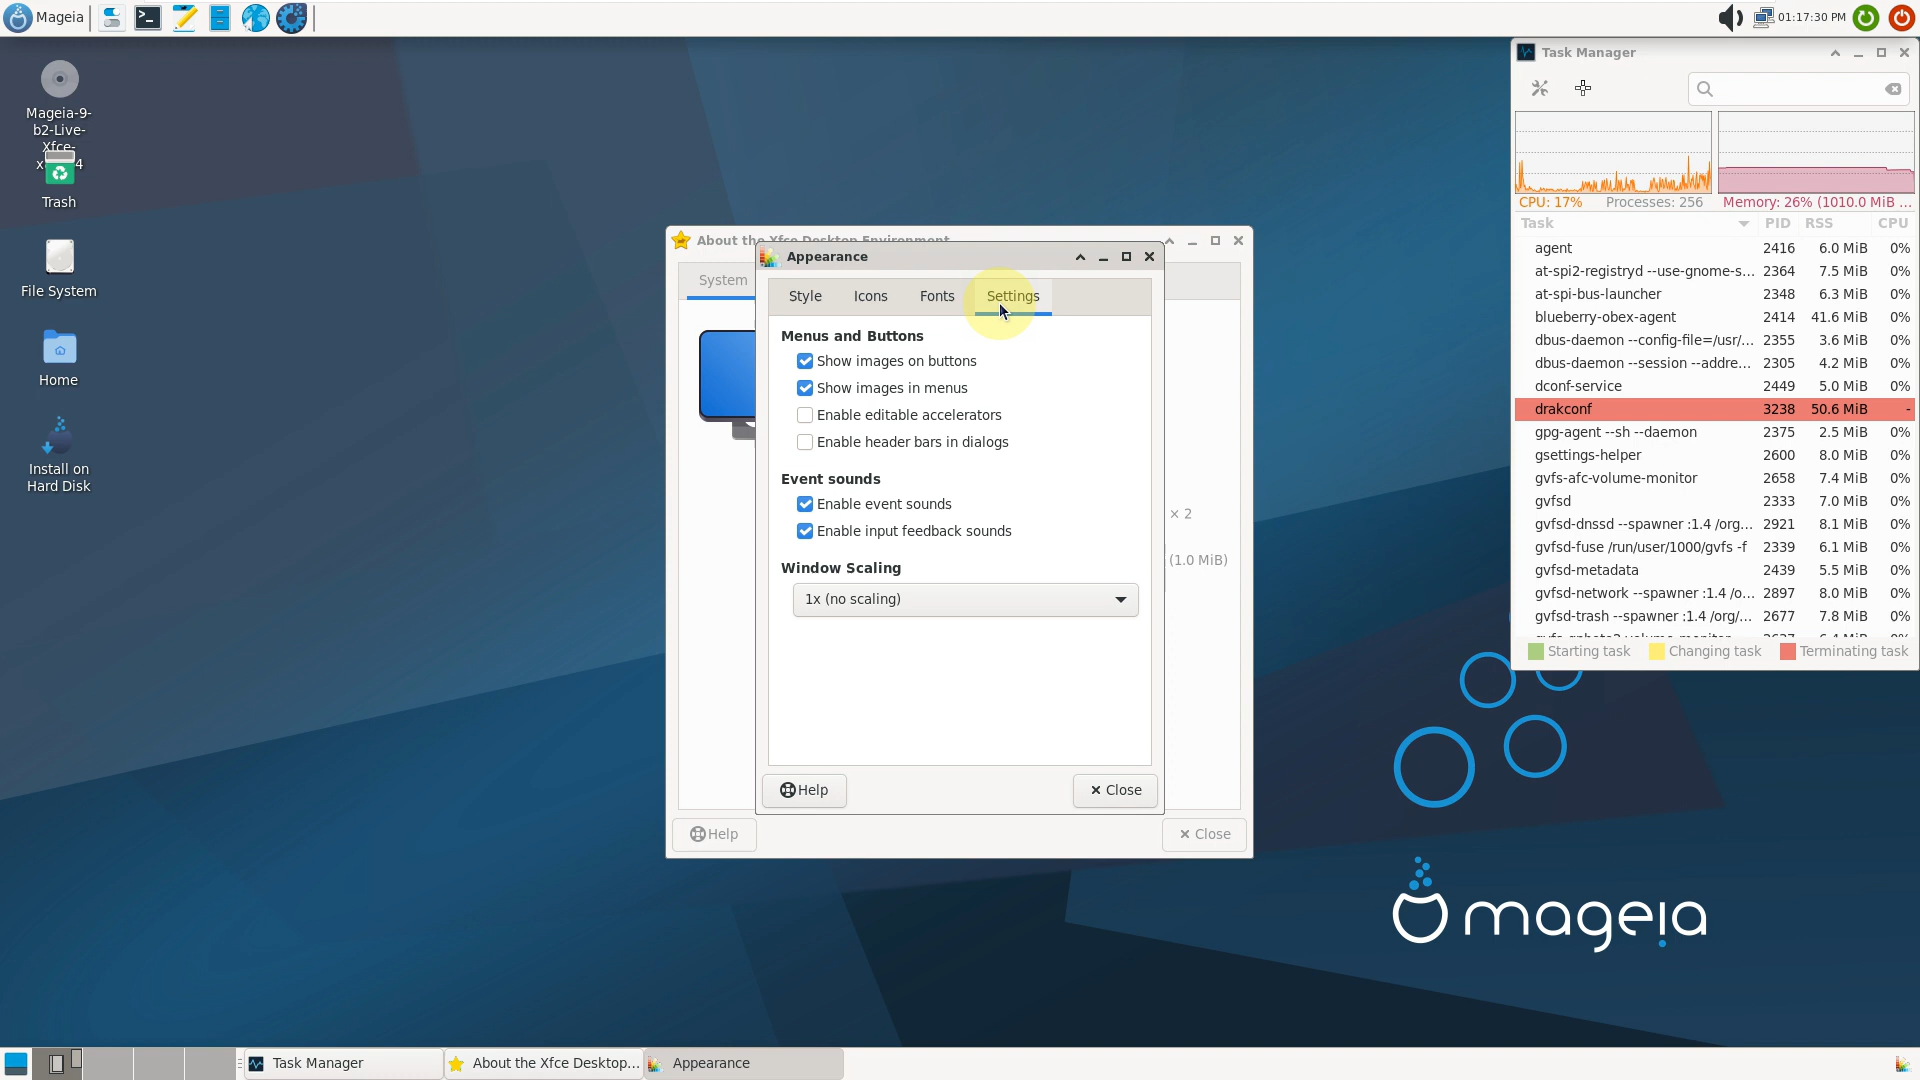 Mageia
01:17:30 PM
Mageia-9-
b2-Live-
Xfce-
4
Trash
File System
Home
Install on
Hard Disk
About the Xfce Desktop Environment
System
× 2
(1.0 MiB)
Help
Close
Appearance
Style Icons Fonts Settings
Menus and Buttons
Show images on buttons
Show images in menus
Enable editable accelerators
Enable header bars in dialogs
Event sounds
Enable event sounds
Enable input feedback sounds
Window Scaling
1x (no scaling)
Help
Close
Task Manager
CPU: 17% Processes: 256 Memory: 26% (1010.0 MiB ...
Task PID RSS CPU
agent 2416 6.0 MiB 0%
at-spi2-registryd --use-gnome-s... 2364 7.5 MiB 0%
at-spi-bus-launcher 2348 6.3 MiB 0%
blueberry-obex-agent 2414 41.6 MiB 0%
dbus-daemon --config-file=/usr/... 2355 3.6 MiB 0%
dbus-daemon --session --addre... 2305 4.2 MiB 0%
dconf-service 2449 5.0 MiB 0%
drakconf 3238 50.6 MiB -
gpg-agent --sh --daemon 2375 2.5 MiB 0%
gsettings-helper 2600 8.0 MiB 0%
gvfs-afc-volume-monitor 2658 7.4 MiB 0%
gvfsd 2333 7.0 MiB 0%
gvfsd-dnssd --spawner :1.4 /org... 2921 8.1 MiB 0%
gvfsd-fuse /run/user/1000/gvfs -f 2339 6.1 MiB 0%
gvfsd-metadata 2439 5.5 MiB 0%
gvfsd-network --spawner :1.4 /o... 2897 8.0 MiB 0%
gvfsd-trash --spawner :1.4 /org/... 2677 7.8 MiB 0%
Starting task Changing task Terminating task
mageia
Task Manager
About the Xfce Desktop...
Appearance